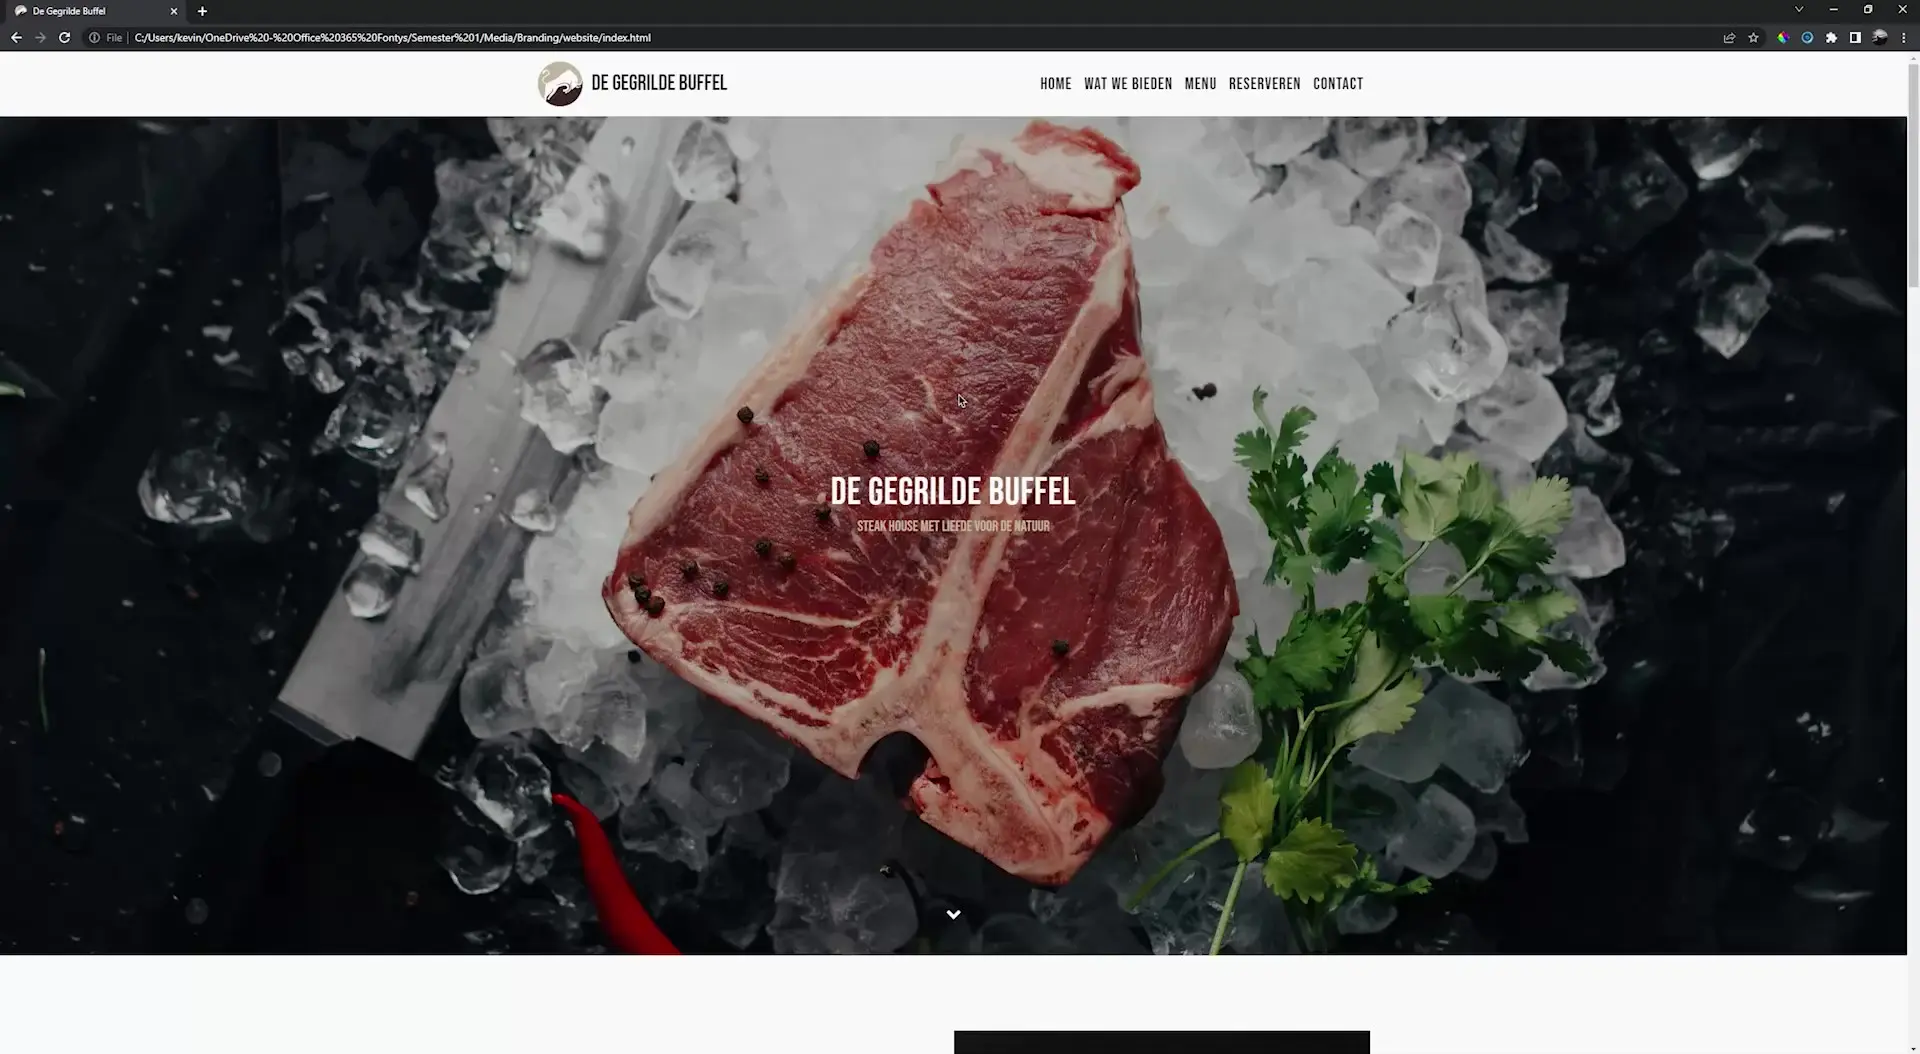 De Gegrilde Buffel
File
C:/Users/kevin/OneDrive%20-%20Office%20365%20Fontys/Semester%201/Media/Branding/website/index.html
DE GEGRILDE BUFFEL
HOME WAT WE BIEDEN MENU RESERVEREN CONTACT
DE GEGRILDE BUFFEL
STEAK HOUSE MET LIEFDE VOOR DE NATUUR